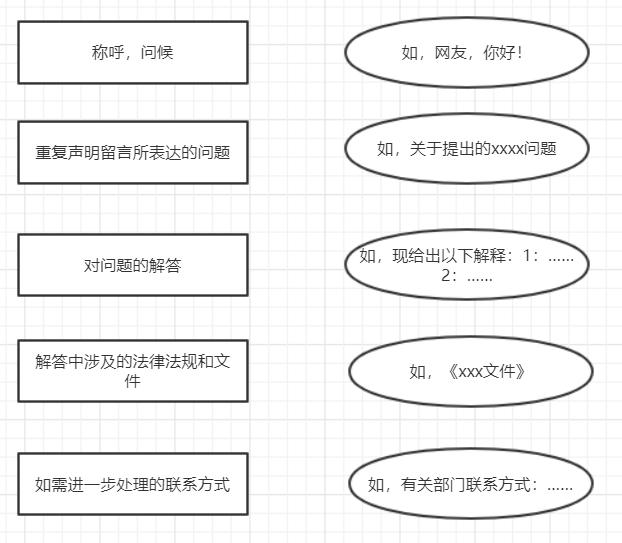 称呼，问候
如，网友，你好！
重复声明留言所表达的问题
如，关于提出的xxxx问题
对问题的解答
如，现给出以下解释：1：......
2：......
解答中涉及的法律法规和文
件
如，《xxx文件》
如需进一步处理的联系方式
如，有关部门联系方式：......